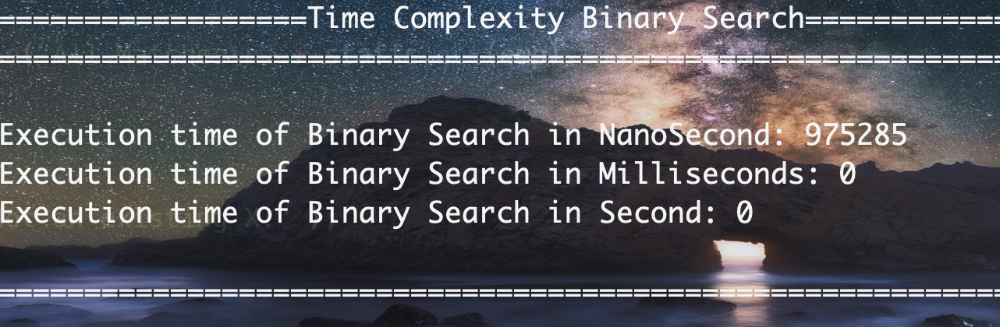 ==================Time Complexity Binary Search============
===========================================================
Execution time of Binary Search in NanoSecond: 975285
Execution time of Binary Search in Milliseconds: 0
Execution time of Binary Search in Second: 0
===========================================================